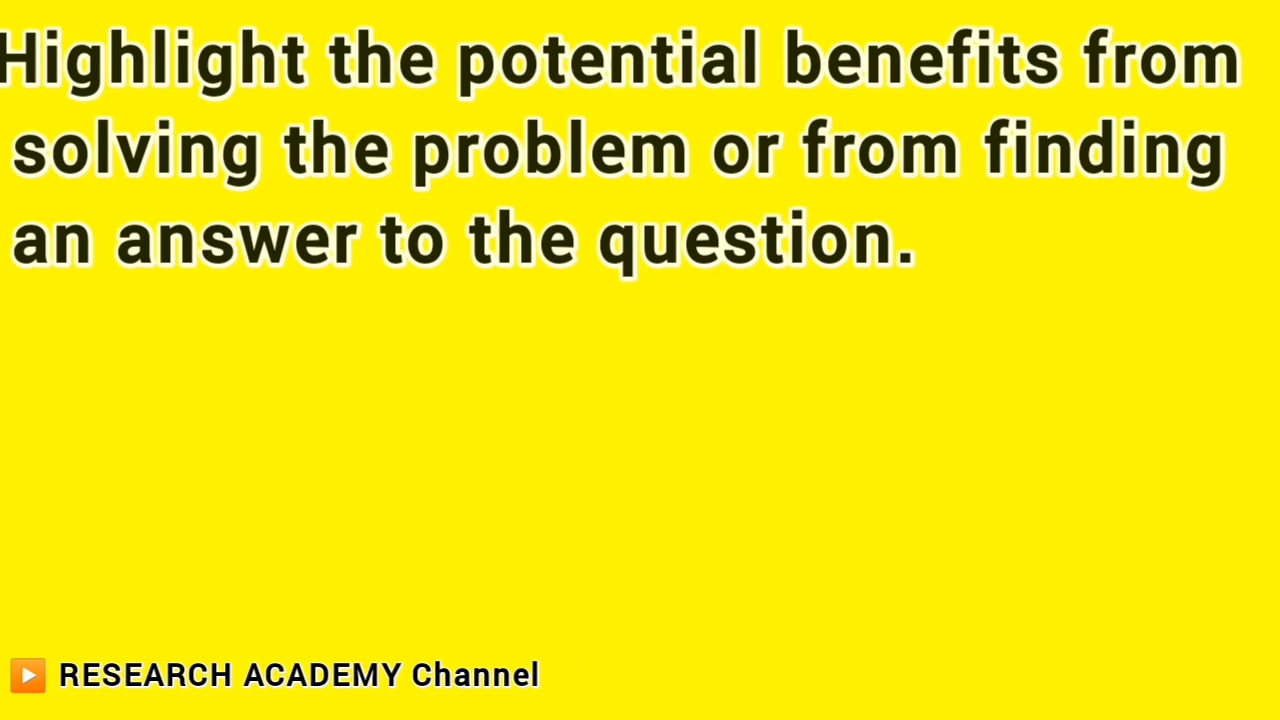 Highlight the potential benefits from
solving the problem or from finding
an answer to the question.
RESEARCH ACADEMY Channel